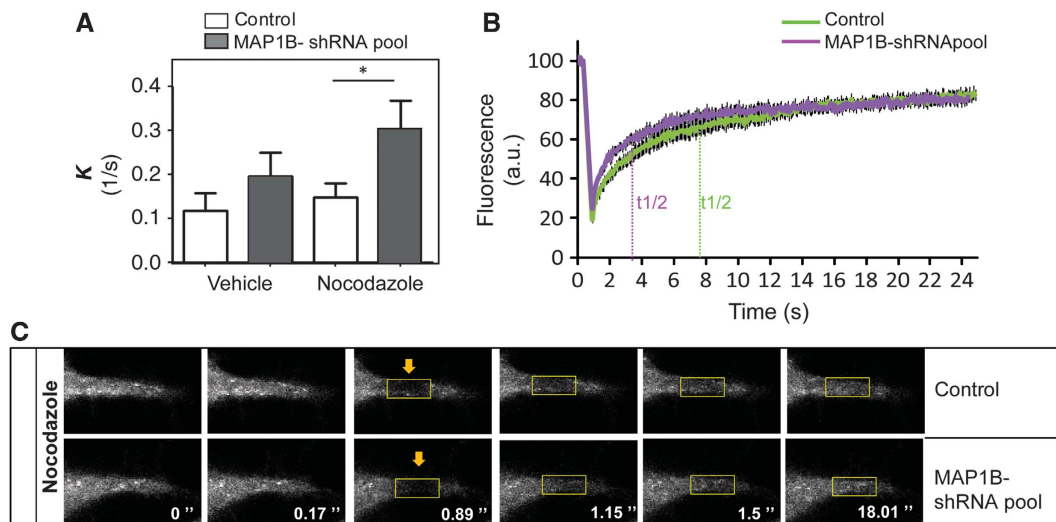 A
Control
MAP1B- shRNA pool
*
0.4
0.3
0.2
0.1
0.0
K
(1/s)
Vehicle
Nocodazole
B
Control
MAP1B-shRNApool
100
80
60
40
20
0
Fluorescence
(a.u.)
t1/2
t1/2
0 2 4 6 8 10 12 14 16 18 20 22 24
Time (s)
C
Nocodazole
Control
0 ”
0.17 ”
0.89 ”
1.15 ”
1.5 ”
18.01 ”
MAP1B-
shRNA pool